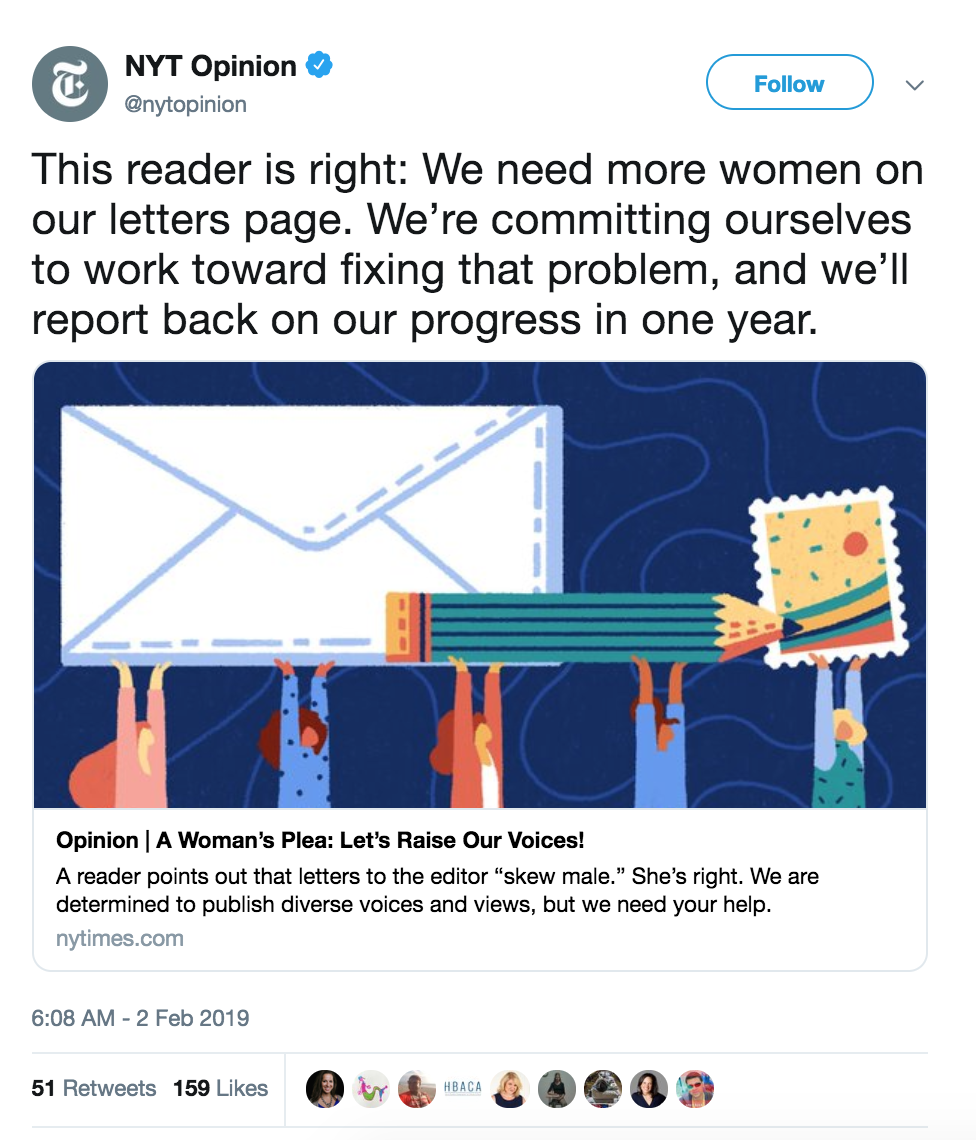 NYT Opinion
@nytopinion
Follow
This reader is right: We need more women on
our letters page. We’re committing ourselves
to work toward fixing that problem, and we’ll
report back on our progress in one year.
Opinion | A Woman’s Plea: Let’s Raise Our Voices!
A reader points out that letters to the editor “skew male.” She’s right. We are
determined to publish diverse voices and views, but we need your help.
nytimes.com
6:08 AM - 2 Feb 2019
51 Retweets 159 Likes
HBACA